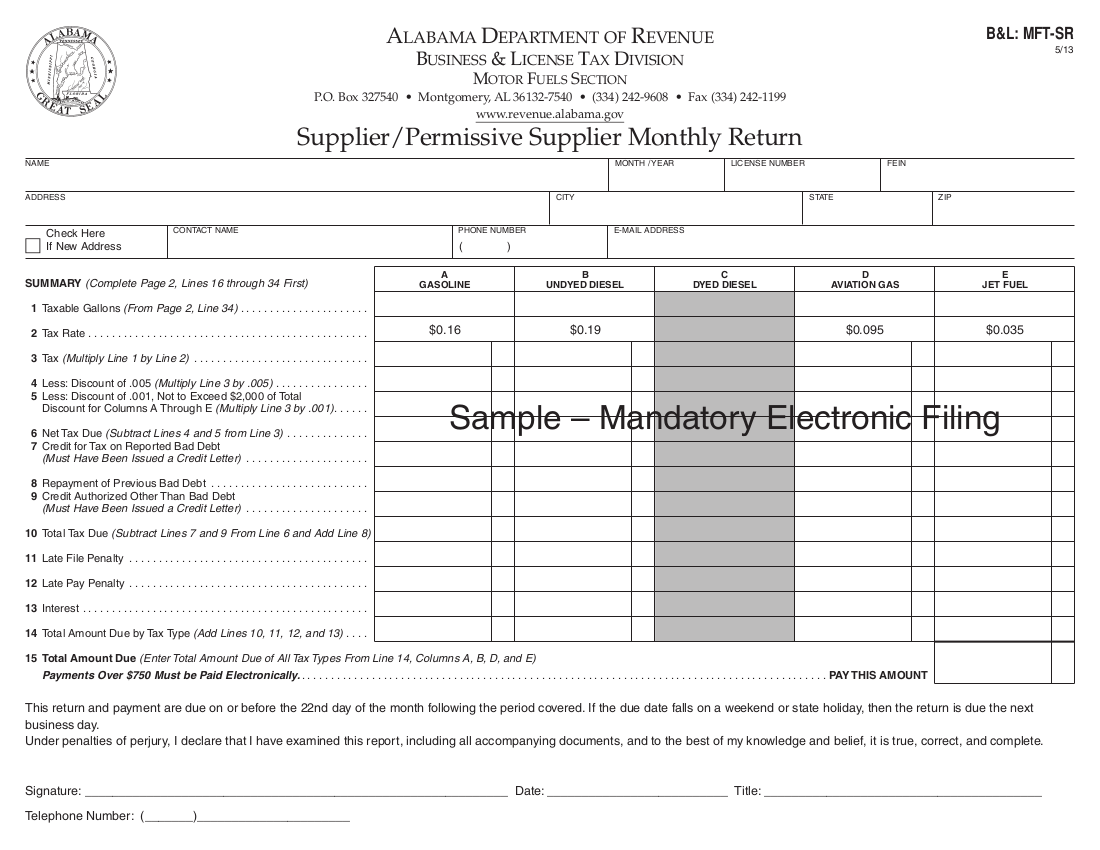 ALABAMA
GREAT SEAL
ALABAMA DEPARTMENT OF REVENUE
BUSINESS & LICENSE TAX DIVISION
MOTOR FUELS SECTION
P.O. Box 327540 • Montgomery, AL 36132-7540 • (334) 242-9608 • Fax (334) 242-1199
www.revenue.alabama.gov
B&L: MFT-SR
5/13
Supplier/Permissive Supplier Monthly Return
NAME MONTH / YEAR LICENSE NUMBER FEIN
ADDRESS CITY STATE ZIP
Check Here
If New Address
CONTACT NAME PHONE NUMBER E-MAIL ADDRESS
( )
SUMMARY (Complete Page 2, Lines 16 through 34 First)
A B C D E
GASOLINE UNDYED DIESEL DYED DIESEL AVIATION GAS JET FUEL
1 Taxable Gallons (From Page 2, Line 34) . . . . . . . . . . . . . . . . . . . . .
2 Tax Rate . . . . . . . . . . . . . . . . . . . . . . . . . . . . . . . . . . . . . . . . . . . . . . $0.16 $0.19 $0.095 $0.035
3 Tax (Multiply Line 1 by Line 2) . . . . . . . . . . . . . . . . . . . . . . . . . . . . .
4 Less: Discount of .005 (Multiply Line 3 by .005) . . . . . . . . . . . . . . .
5 Less: Discount of .001, Not to Exceed $2,000 of Total
Discount for Columns A Through E (Multiply Line 3 by .001). . . . . .
Sample – Mandatory Electronic Filing
6 Net Tax Due (Subtract Lines 4 and 5 from Line 3) . . . . . . . . . . . . . .
7 Credit for Tax on Reported Bad Debt
(Must Have Been Issued a Credit Letter) . . . . . . . . . . . . . . . . . . . .
8 Repayment of Previous Bad Debt . . . . . . . . . . . . . . . . . . . . . . . . . .
9 Credit Authorized Other Than Bad Debt
(Must Have Been Issued a Credit Letter) . . . . . . . . . . . . . . . . . . . .
10 Total Tax Due (Subtract Lines 7 and 9 From Line 6 and Add Line 8)
11 Late File Penalty . . . . . . . . . . . . . . . . . . . . . . . . . . . . . . . . . . . . . . . .
12 Late Pay Penalty . . . . . . . . . . . . . . . . . . . . . . . . . . . . . . . . . . . . . . . .
13 Interest . . . . . . . . . . . . . . . . . . . . . . . . . . . . . . . . . . . . . . . . . . . . . . .
14 Total Amount Due by Tax Type (Add Lines 10, 11, 12, and 13) . . . .
15 Total Amount Due (Enter Total Amount Due of All Tax Types From Line 14, Columns A, B, D, and E)
Payments Over $750 Must be Paid Electronically. . . . . . . . . . . . . . . . . . . . . . . . . . . . . . . . . . . . . . . . PAY THIS AMOUNT
This return and payment are due on or before the 22nd day of the month following the period covered. If the due date falls on a weekend or state holiday, then the return is due the next
business day.
Under penalties of perjury, I declare that I have examined this report, including all accompanying documents, and to the best of my knowledge and belief, it is true, correct, and complete.
Signature: ____________________ Date: ____________________ Title: ____________________
Telephone Number: (_______)______________________